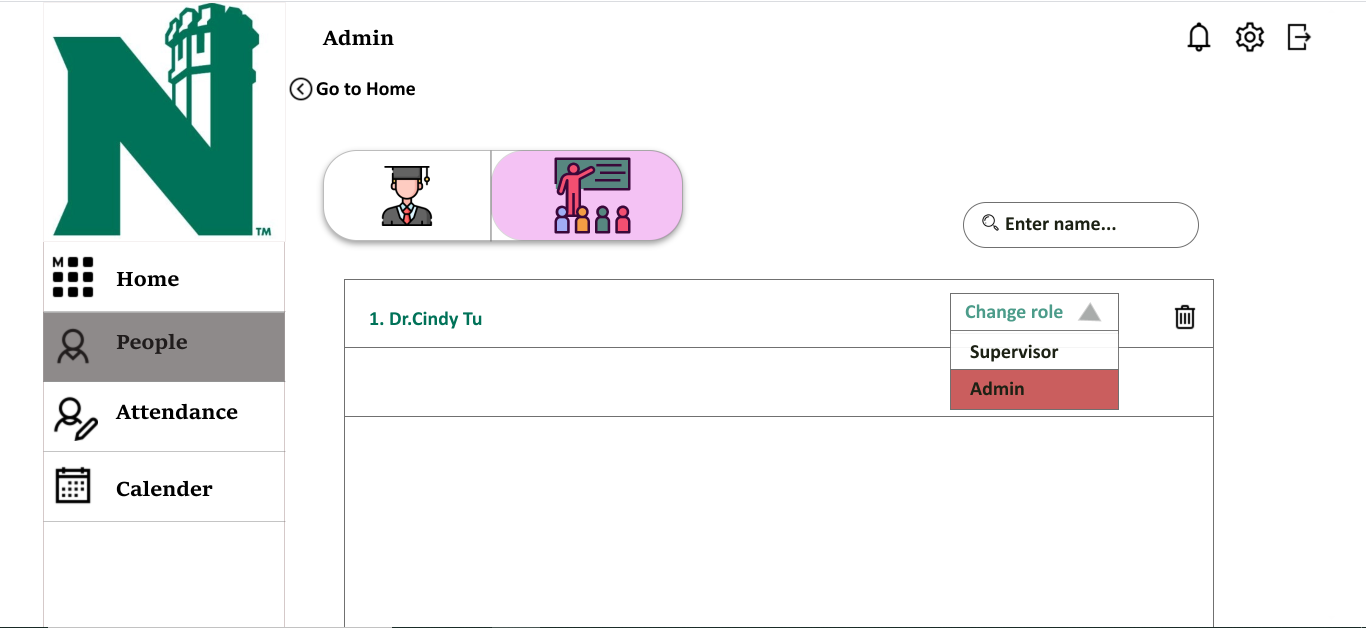 Admin
Go to Home
N
TM
M
Home
People
Attendance
Calender
Enter name...
1. Dr.Cindy Tu
Change role
Supervisor
Admin